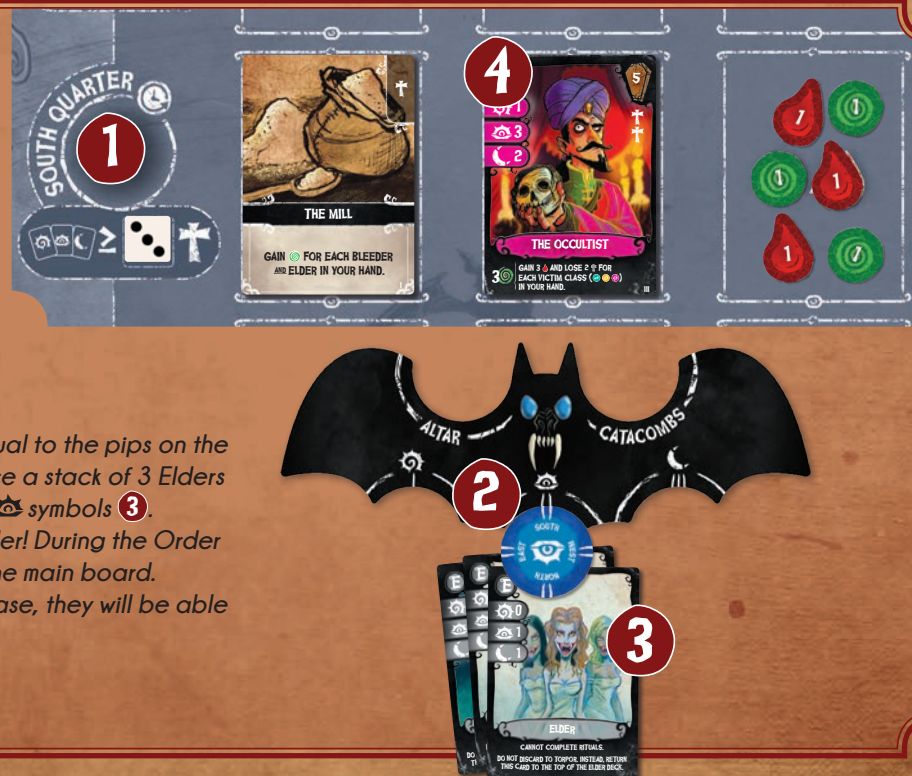 SOUTH QUARTER
1
THE MILL
GAIN FOR EACH BLEEDER
AND ELDER IN YOUR HAND.
4
5
1
3
2
THE OCCULTIST
3
GAIN 3 AND LOSE 2 FOR
EACH VICTIM CLASS ( )
IN YOUR HAND.
III
1
1
1
1
1
1
ual to the pips on the
e a stack of 3 Elders
symbols 3.
er! During the Order
e main board.
ase, they will be able
ALTAR
CATACOMBS
2
SOUTH
EAST
WEST
NORTH
E
E
E
0
1
1
3
ELDER
CANNOT COMPLETE RITUALS.
DO NOT DISCARD TO TORPOR. INSTEAD, RETURN
THIS CARD TO THE TOP OF THE ELDER DECK.
DO